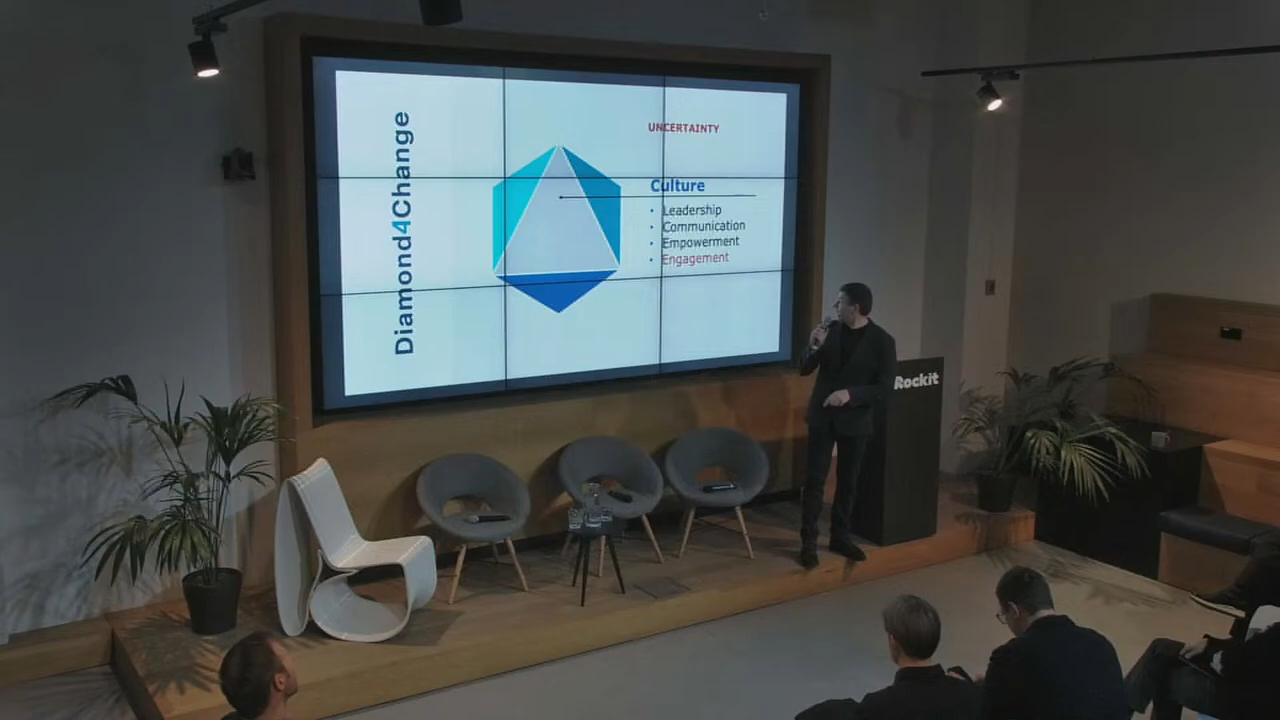 Diamond4Change
UNCERTAINTY
Culture
• Leadership
• Communication
• Empowerment
• Engagement
Rockit